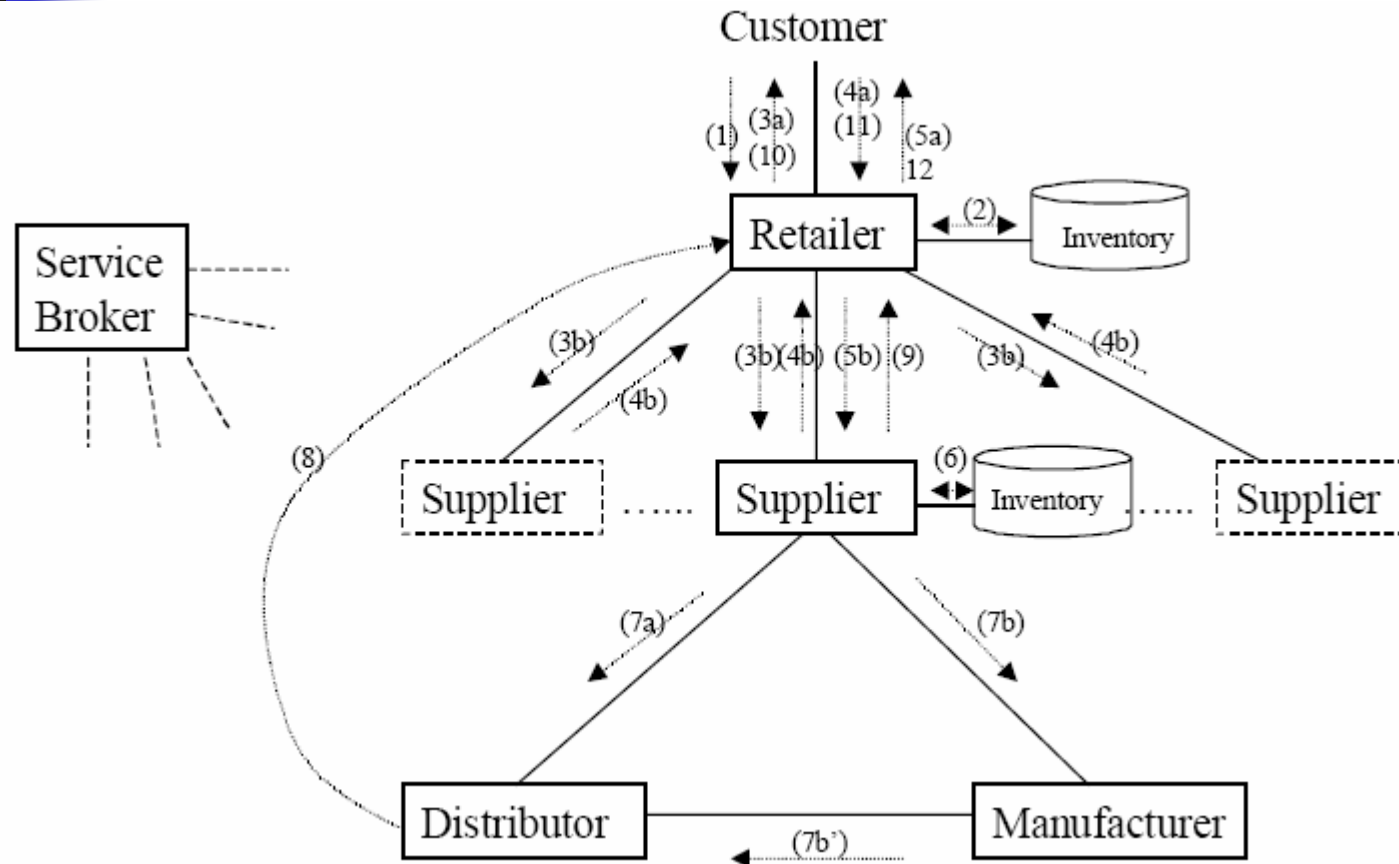 Customer
(1)
(3a)
(10)
(4a)
(11)
(5a)
12
Retailer
(2)
Inventory
Service
Broker
(3b)
(4b)
(3b)
(4b)
(5b)
(9)
(3b)
(4b)
(8)
Supplier
.......
Supplier
(6)
Inventory
.......
Supplier
(7a)
(7b)
Distributor
(7b’)
Manufacturer